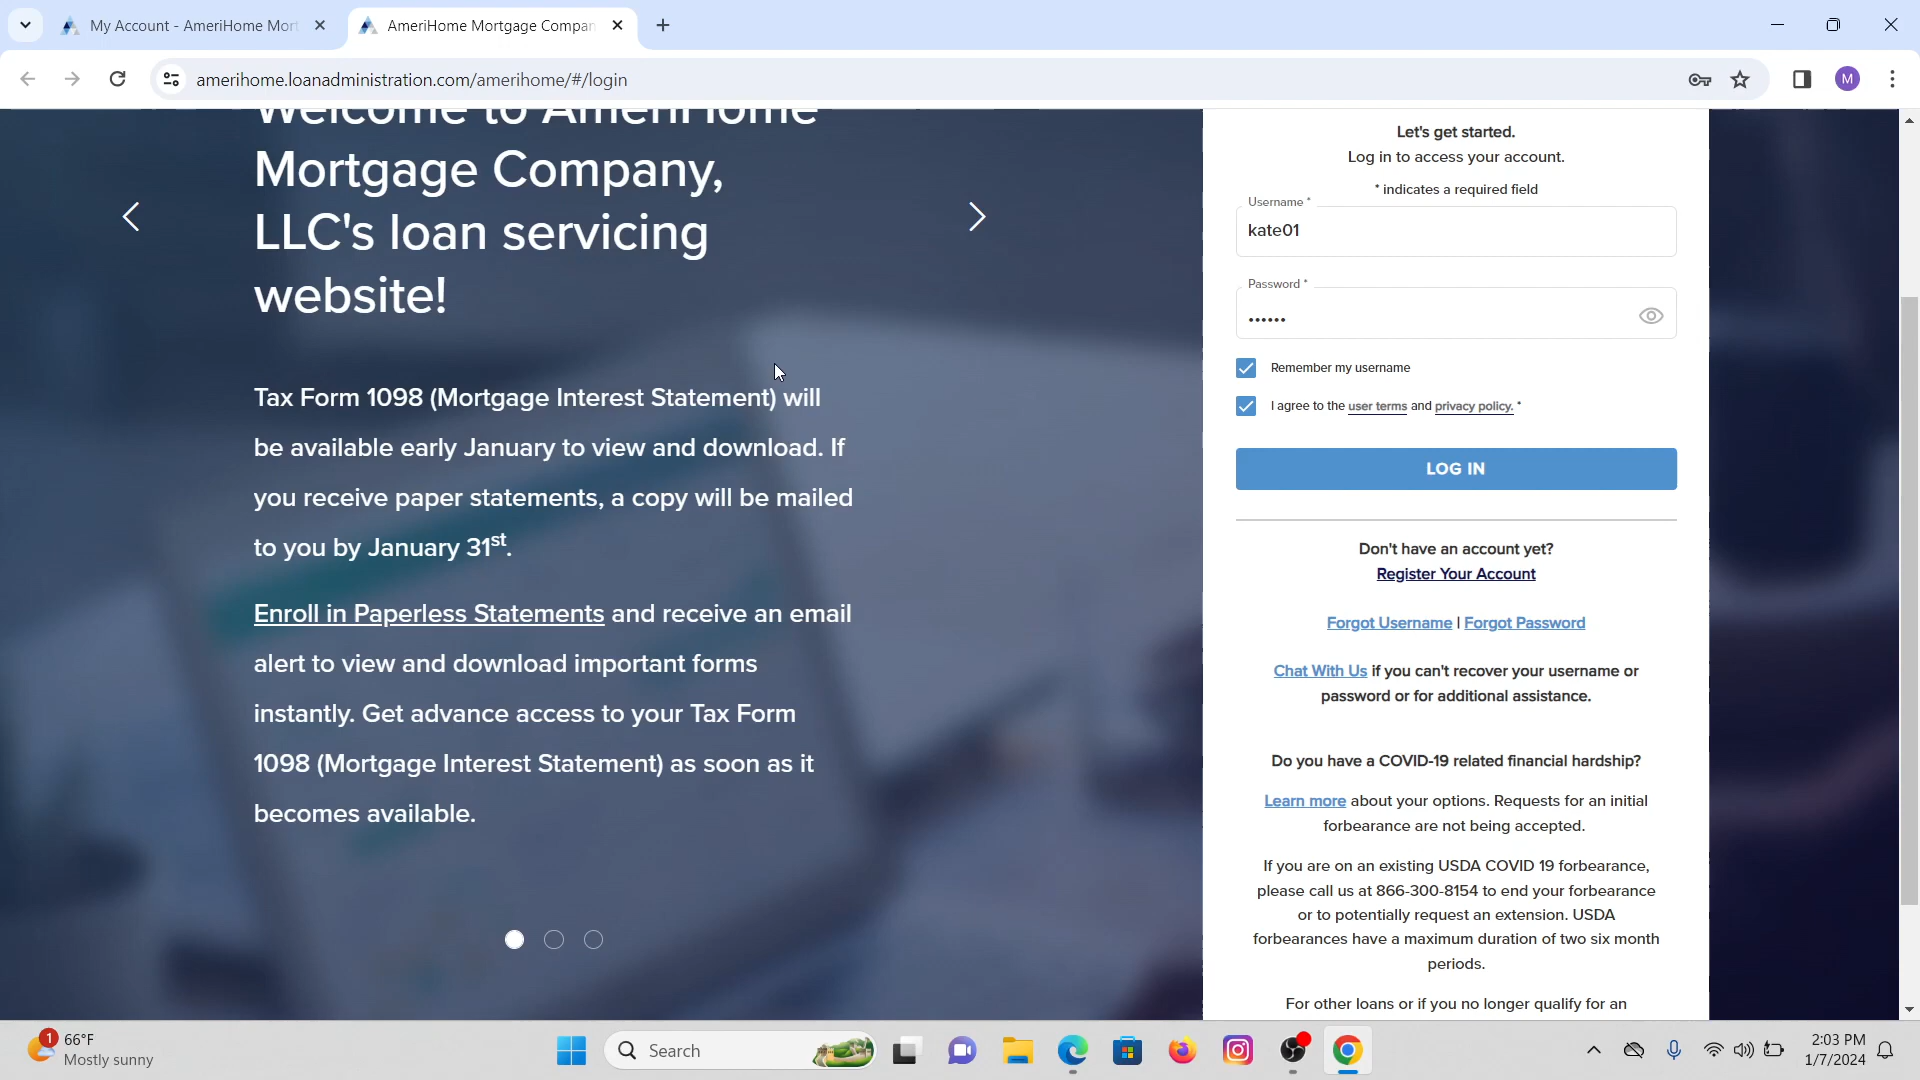 My Account - AmeriHome Mort
AmeriHome Mortgage Compan
amerihome.loanadministration.com/amerihome/#/login
M
Welcome to AmeriHome
Mortgage Company,
LLC's loan servicing
website!
Tax Form 1098 (Mortgage Interest Statement) will
be available early January to view and download. If
you receive paper statements, a copy will be mailed
to you by January 31st.
Enroll in Paperless Statements and receive an email
alert to view and download important forms
instantly. Get advance access to your Tax Form
1098 (Mortgage Interest Statement) as soon as it
becomes available.
Let's get started.
Log in to access your account.
* indicates a required field
Username *
kate01
Password *
••••••
Remember my username
I agree to the user terms and privacy policy. *
LOG IN
Don't have an account yet?
Register Your Account
Forgot Username | Forgot Password
Chat With Us if you can't recover your username or
password or for additional assistance.
Do you have a COVID-19 related financial hardship?
Learn more about your options. Requests for an initial
forbearance are not being accepted.
If you are on an existing USDA COVID 19 forbearance,
please call us at 866-300-8154 to end your forbearance
or to potentially request an extension. USDA
forbearances have a maximum duration of two six month
periods.
For other loans or if you no longer qualify for an
1
66°F
Mostly sunny
Search
2:03 PM
1/7/2024